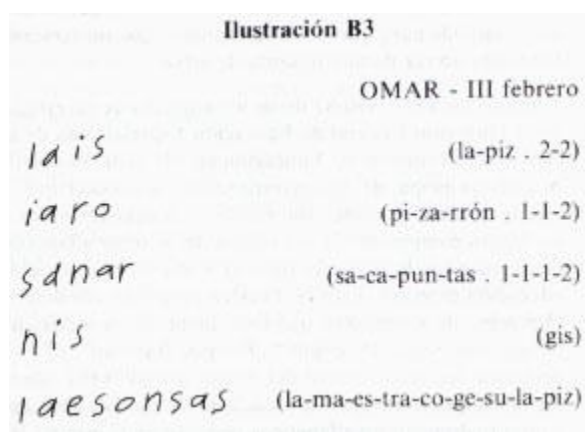 Ilustración B3
OMAR - III febrero
lais (la-piz . 2-2)
iaro (pi-za-rrón . 1-1-2)
sanar (sa-ca-pun-tas . 1-1-1-2)
nis (gis)
laesonsas (la-ma-es-tra-co-ge-su-la-piz)